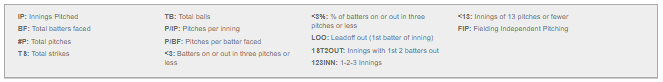 IP: Innings Pitched
BF: Total batters faced
#P: Total pitches
TS: Total strikes
TB: Total balls
P/IP: Pitches per inning
P/BF: Pitches per batter faced
<3: Batters on or out in three pitches or
less
<3%: % of batters on or out in three
pitches or less
LOO: Leadoff out (1st batter of inning)
1ST2OUT: Innings with 1st 2 batters out
123INN: 1-2-3 Innings
<13: Innings of 13 pitches or fewer
FIP: Fielding Independent Pitching